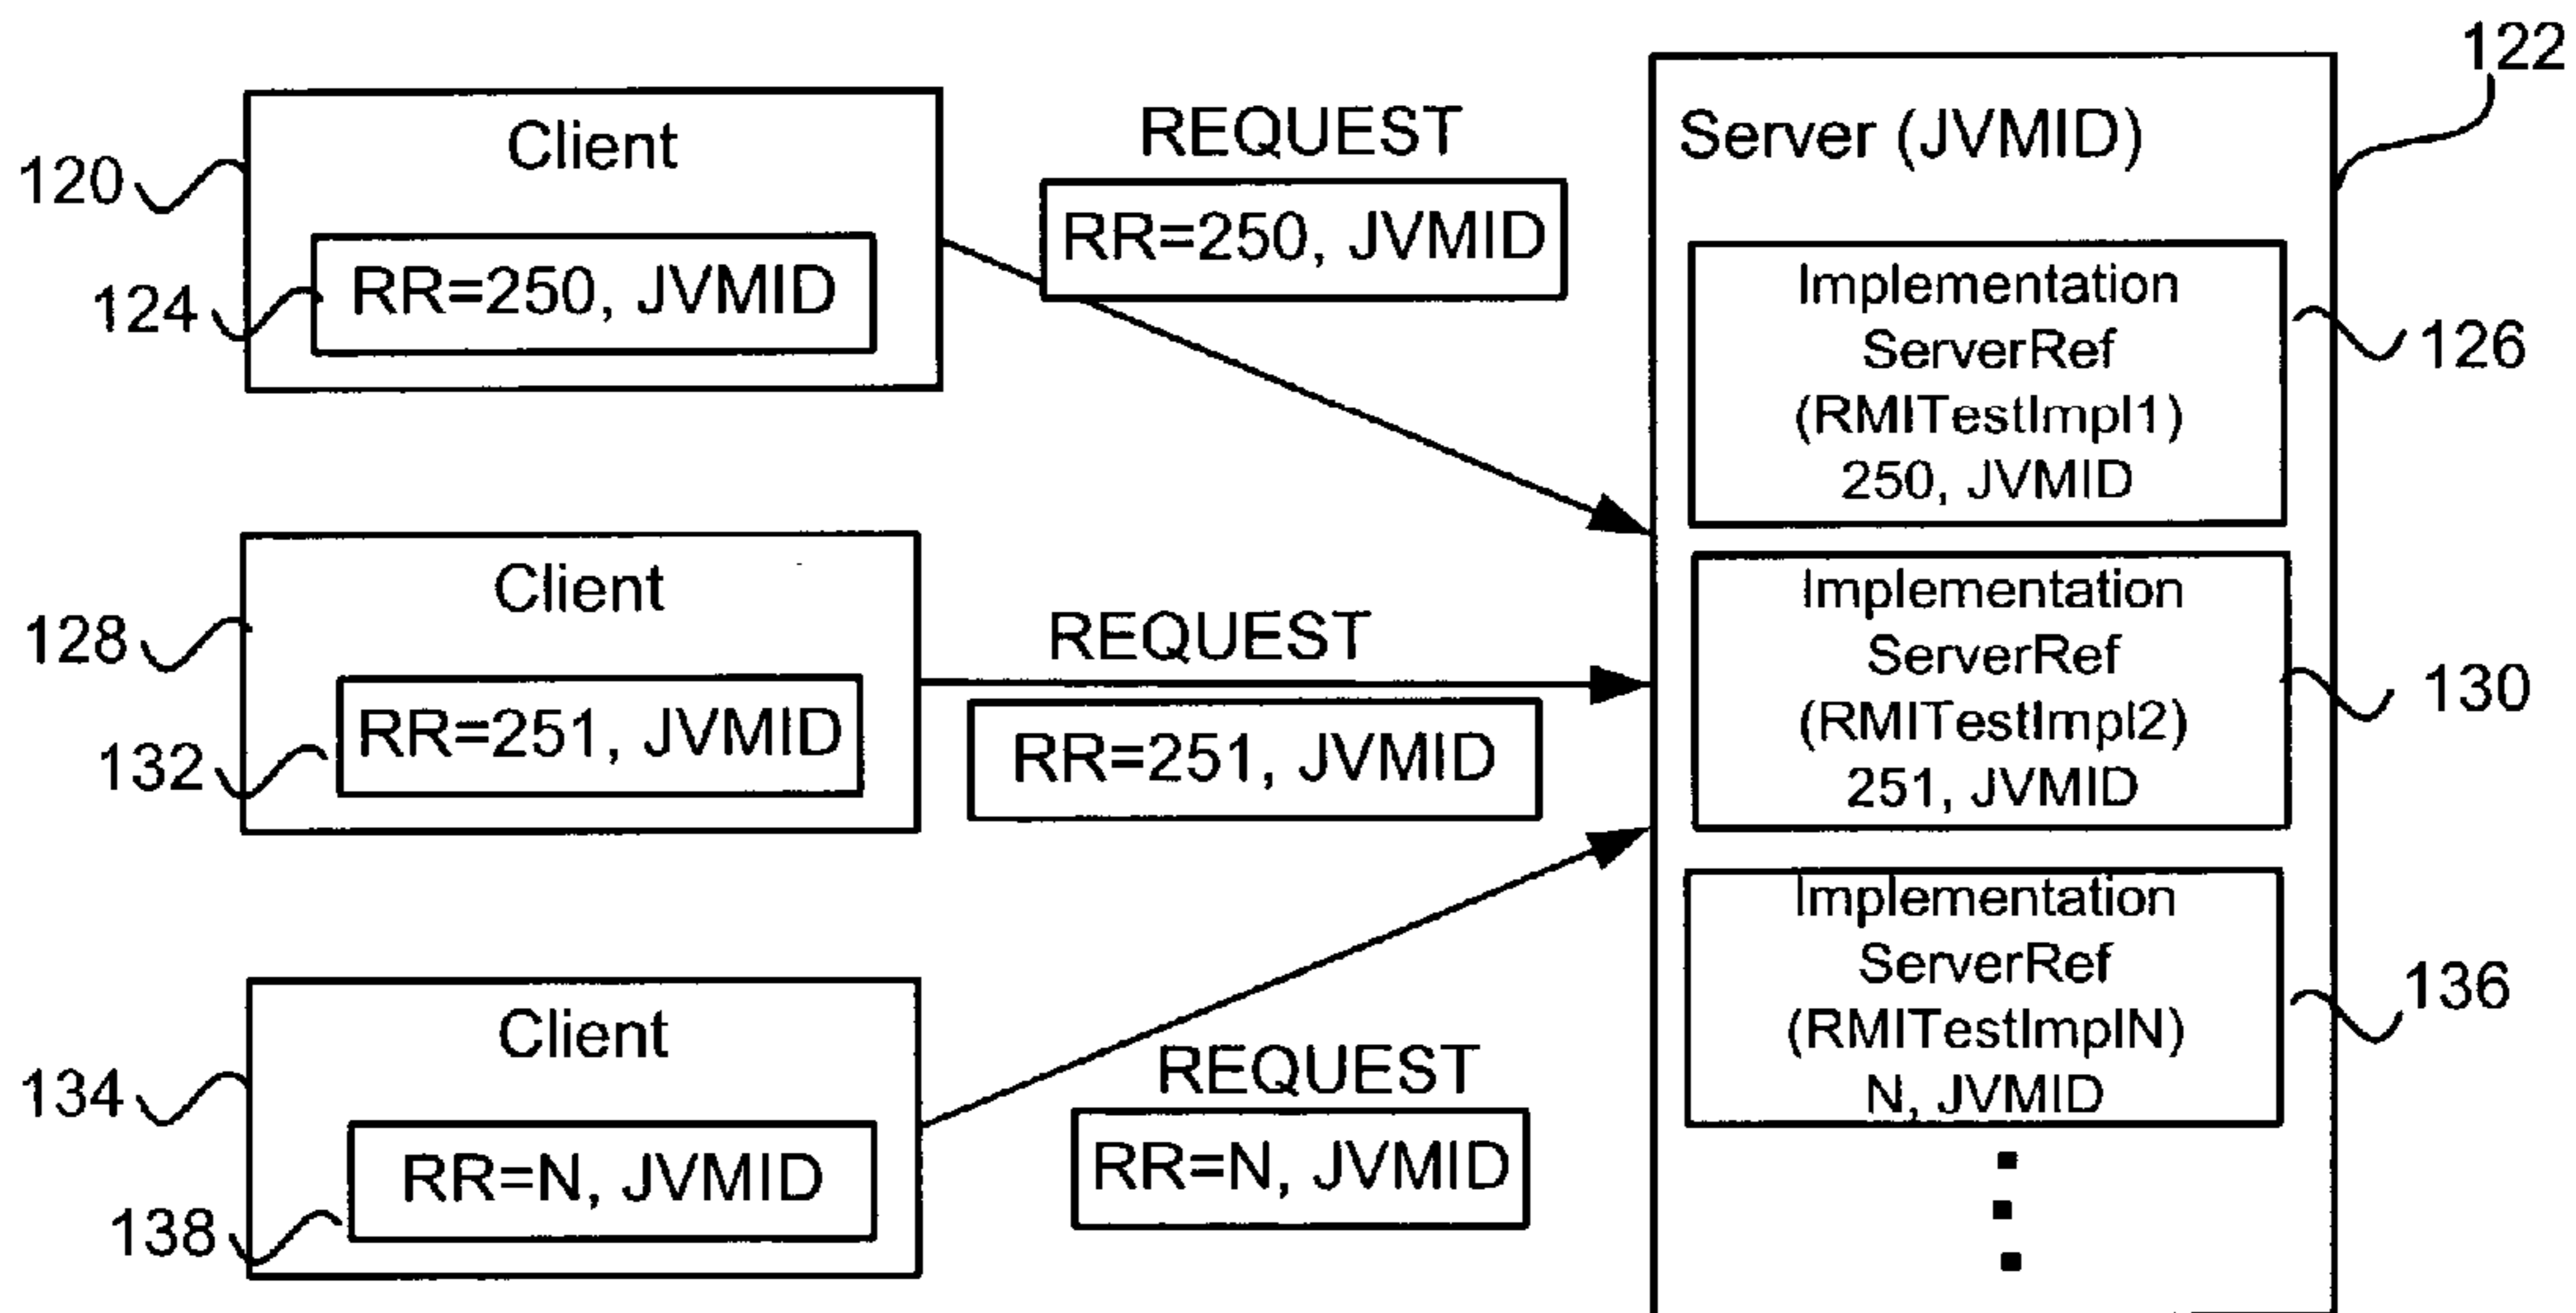 122
Client
REQUEST
Server (JVMID)
120
RR=250, JVMID
124
RR=250, JVMID
Implementation
ServerRef
(RMITestImpl1)
250, JVMID
126
Client
128
REQUEST
RR=251, JVMID
132
RR=251, JVMID
Implementation
ServerRef
(RMITestImpl2)
251, JVMID
130
Client
134
REQUEST
RR=N, JVMID
138
RR=N, JVMID
Implementation
ServerRef
(RMITestImplN)
N, JVMID
136